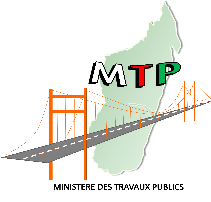 MTP
MINISTERE DES TRAVAUX PUBLICS